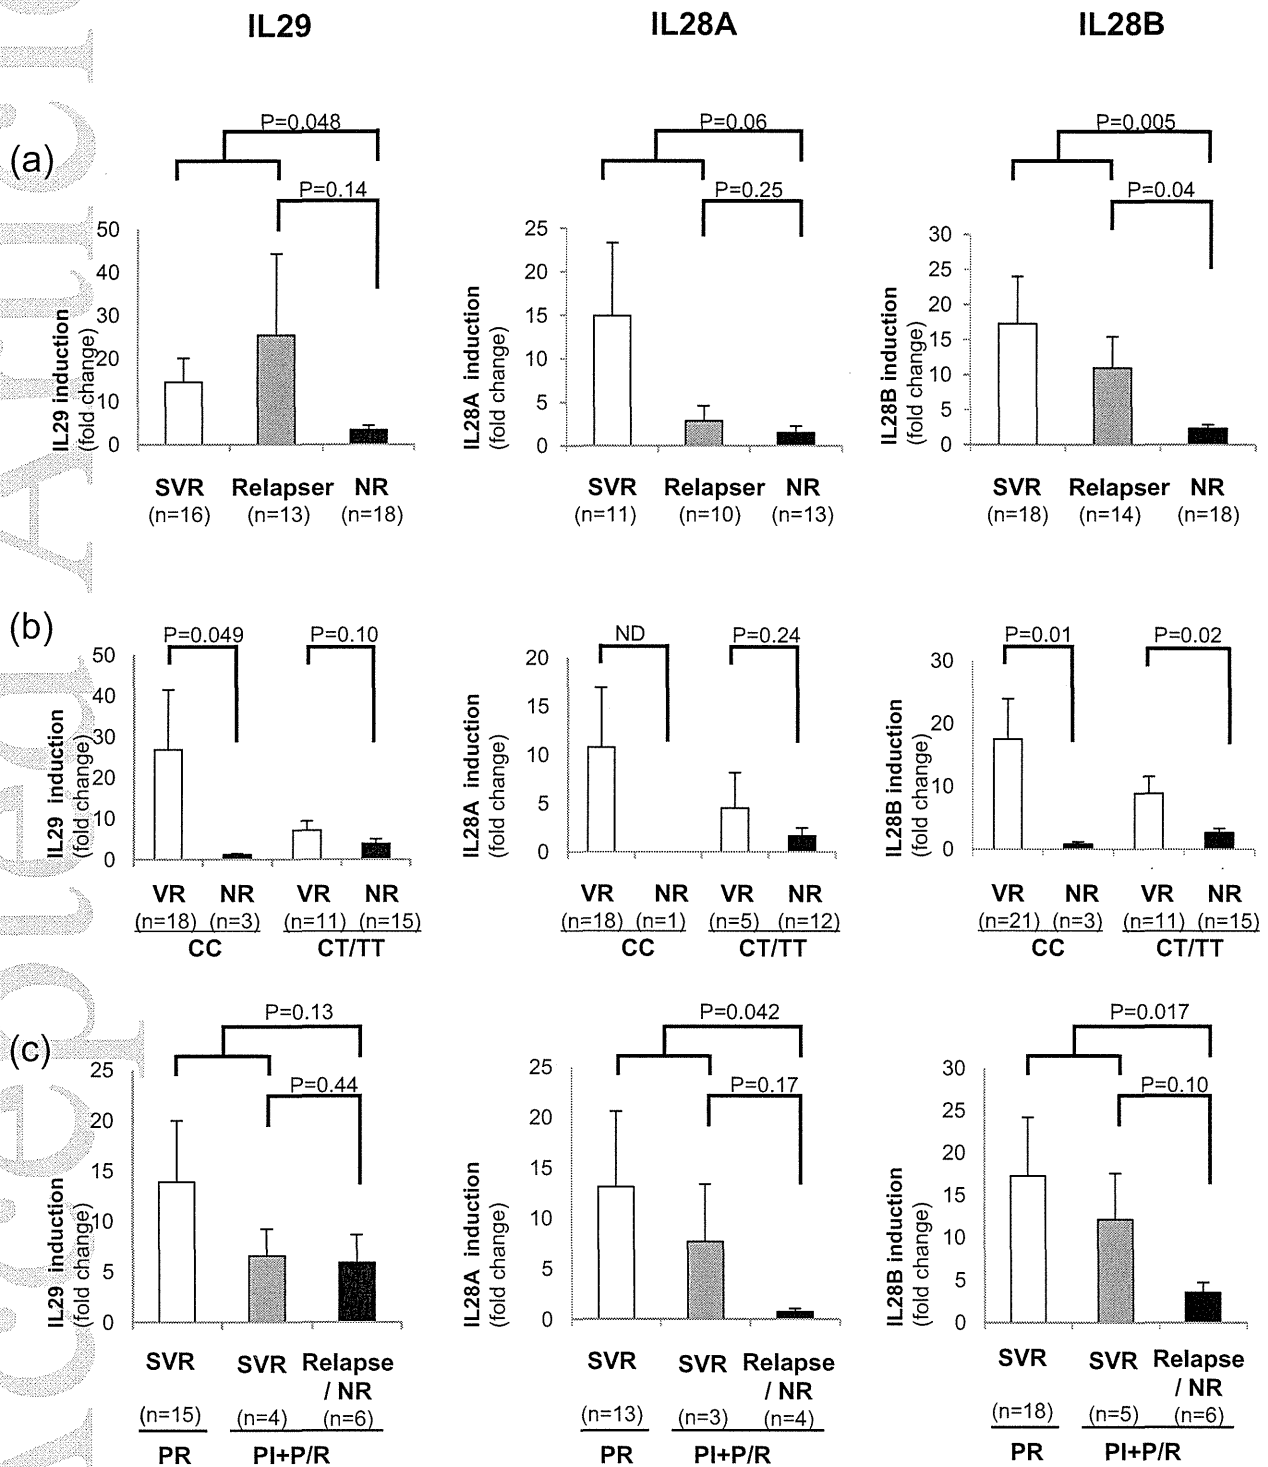 IL29 IL28A IL28B
(a)
P=0.048 P=0.06 P=0.005
P=0.14 P=0.25 P=0.04
IL29 induction
(fold change)
50
40
30
20
10
0
SVR Relapser NR
(n=16) (n=13) (n=18)
IL28A induction
(fold change)
25
20
15
10
5
0
SVR Relapser NR
(n=11) (n=10) (n=13)
IL28B induction
(fold change)
30
25
20
15
10
5
0
SVR Relapser NR
(n=18) (n=14) (n=18)
(b)
P=0.049 P=0.10 ND P=0.24 P=0.01 P=0.02
IL29 induction
(fold change)
50
40
30
20
10
0
VR NR VR NR
(n=18) (n=3) (n=11) (n=15)
CC CT/TT
IL28A induction
(fold change)
20
15
10
5
0
VR NR VR NR
(n=18) (n=1) (n=5) (n=12)
CC CT/TT
IL28B induction
(fold change)
30
20
10
0
VR NR VR NR
(n=21) (n=3) (n=11) (n=15)
CC CT/TT
(c)
P=0.13 P=0.042 P=0.017
P=0.44 P=0.17 P=0.10
IL29 induction
(fold change)
25
20
15
10
5
0
SVR SVR Relapse
/ NR
(n=15) (n=4) (n=6)
PR PI+P/R
IL28A induction
(fold change)
25
20
15
10
5
0
SVR SVR Relapse
/ NR
(n=13) (n=3) (n=4)
PR PI+P/R
IL28B induction
(fold change)
30
25
20
15
10
5
0
SVR SVR Relapse
/ NR
(n=18) (n=5) (n=6)
PR PI+P/R
Accepted Artic